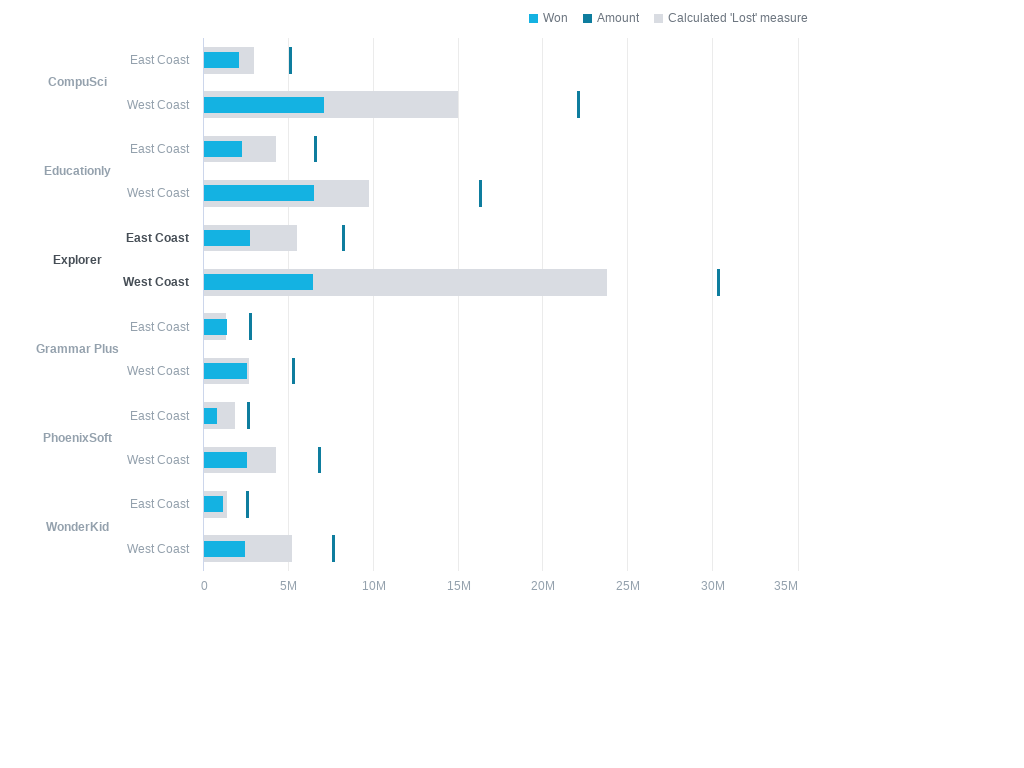 Won Amount Calculated 'Lost' measure
East Coast
CompuSci
West Coast
East Coast
Educationly
West Coast
East Coast
Explorer
West Coast
East Coast
Grammar Plus
West Coast
East Coast
PhoenixSoft
West Coast
East Coast
WonderKid
West Coast
0 5M 10M 15M 20M 25M 30M 35M